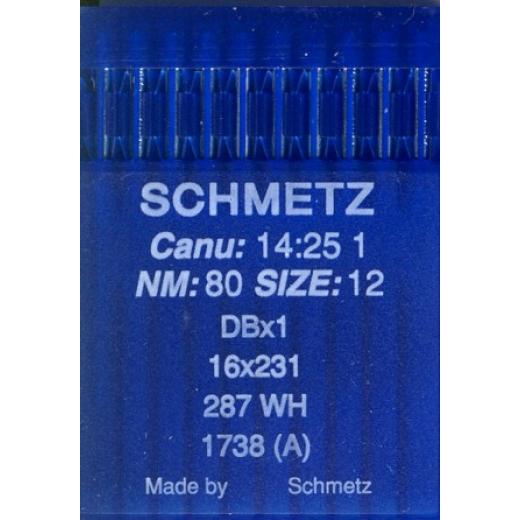 SCHMETZ
Canu: 14:25 1
NM: 80 SIZE: 12
DBx1
16x231
287 WH
1738 (A)
Made by Schmetz